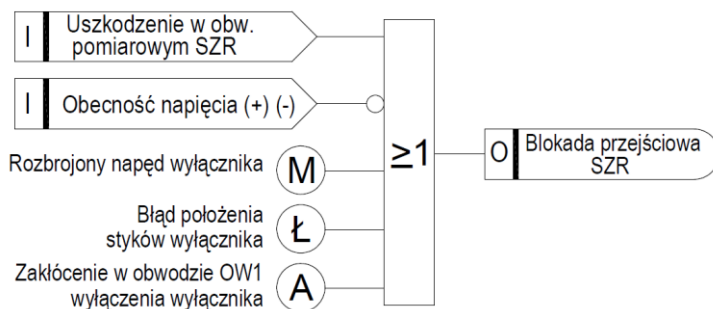 I
Uszkodzenie w obw.
pomiarowym SZR
I
Obecność napięcia (+) (-)
Rozbrojony napęd wyłącznika
M
Błąd położenia
styków wyłącznika
Ł
Zakłócenie w obwodzie OW1
wyłączenia wyłącznika
A
≥1
O
Blokada przejściowa
SZR